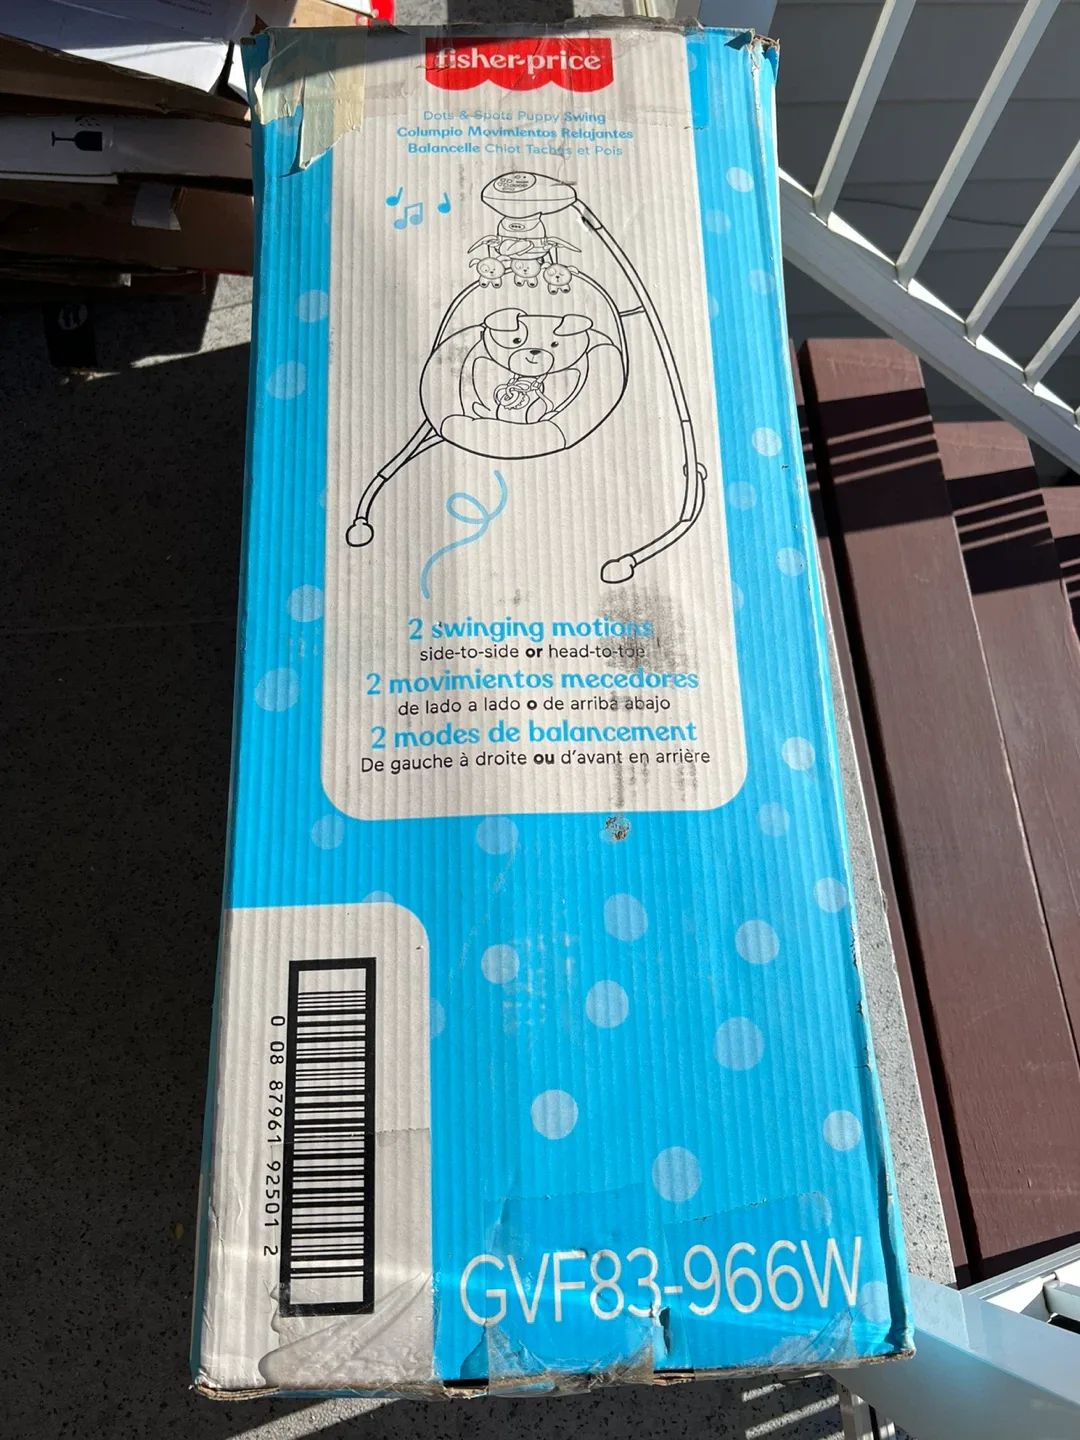 fisher-price
Dots & Spots Puppy Swing
Columpio Movimientos Relajantes
Balancelle Chiot Taches et Pois
2 swinging motions
side-to-side or head-to-toe
2 movimientos mecedores
de lado a lado o de arriba abajo
2 modes de balancement
De gauche à droite ou d'avant en arrière
0 08 87961 92501 2
GVF83-966W